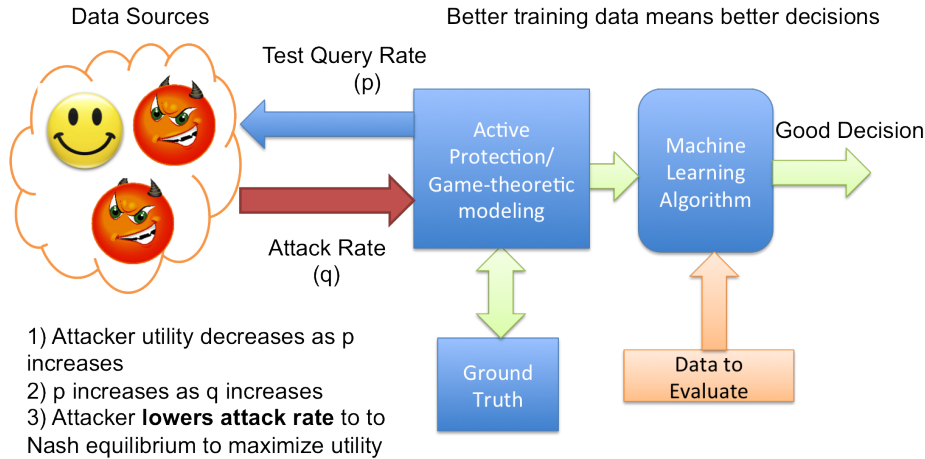 Data Sources
Better training data means better decisions
Test Query Rate
(p)
Active
Protection/
Game-theoretic
modeling
Machine
Learning
Algorithm
Good Decision
Attack Rate
(q)
1) Attacker utility decreases as p
increases
2) p increases as q increases
3) Attacker lowers attack rate to to
Nash equilibrium to maximize utility
Ground
Truth
Data to
Evaluate